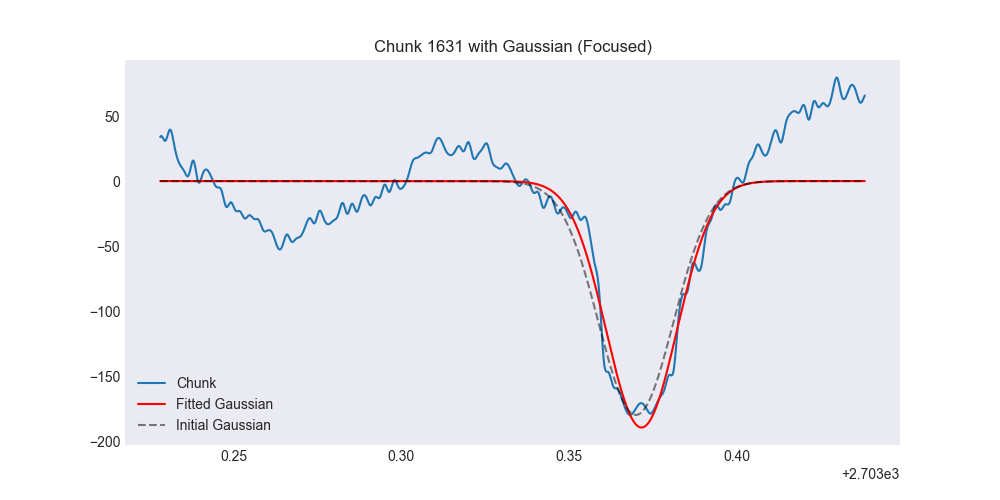 Chunk 1631 with Gaussian (Focused)
50
0
−50
−100
−150
−200
Chunk
Fitted Gaussian
Initial Gaussian
0.25 0.30 0.35 0.40
+2.703e3